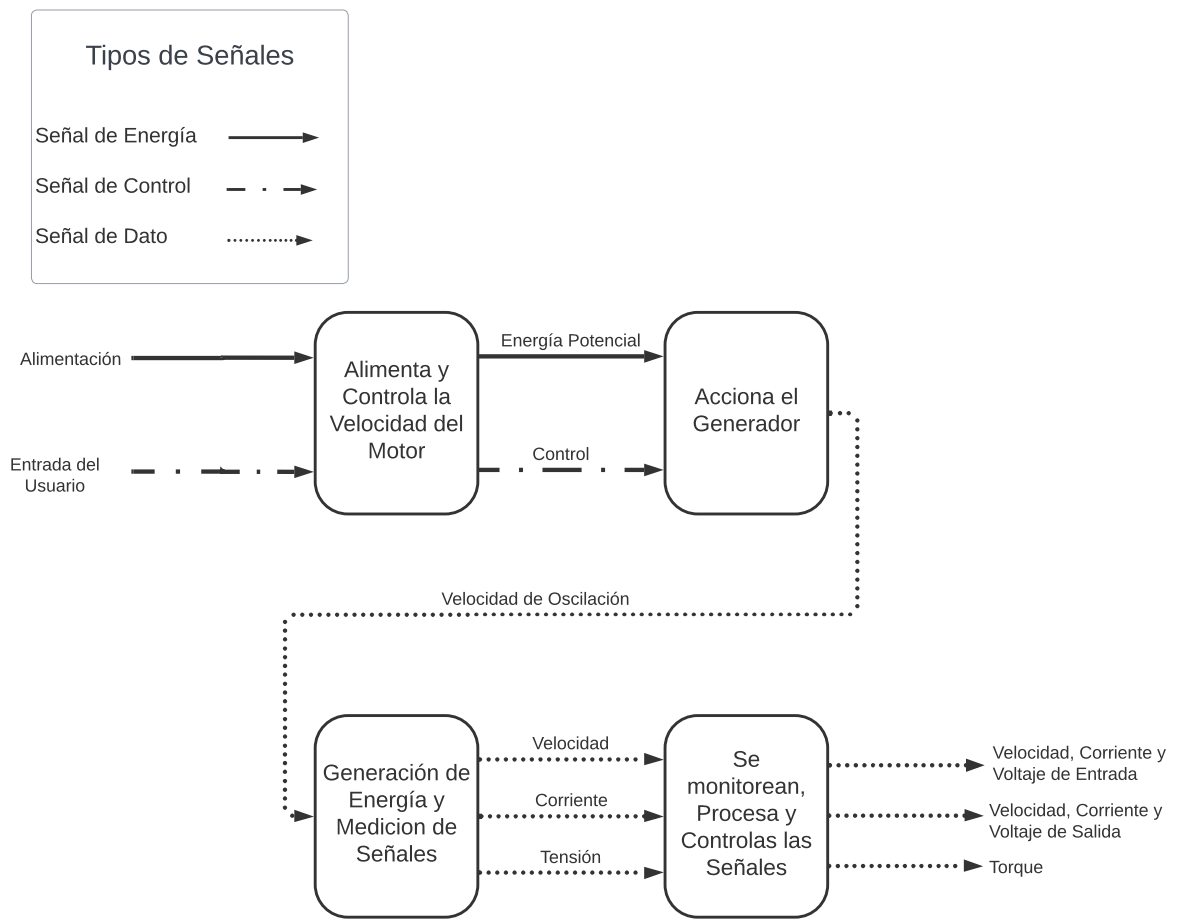 Tipos de Señales
Señal de Energía
Señal de Control
Señal de Dato
Alimentación
Entrada del
Usuario
Alimenta y
Controla la
Velocidad del
Motor
Energía Potencial
Control
Acciona el
Generador
Velocidad de Oscilación
Generación de
Energía y
Medicion de
Señales
Velocidad
Corriente
Tensión
Se
monitorean,
Procesa y
Controlas las
Señales
Velocidad, Corriente y
Voltaje de Entrada
Velocidad, Corriente y
Voltaje de Salida
Torque